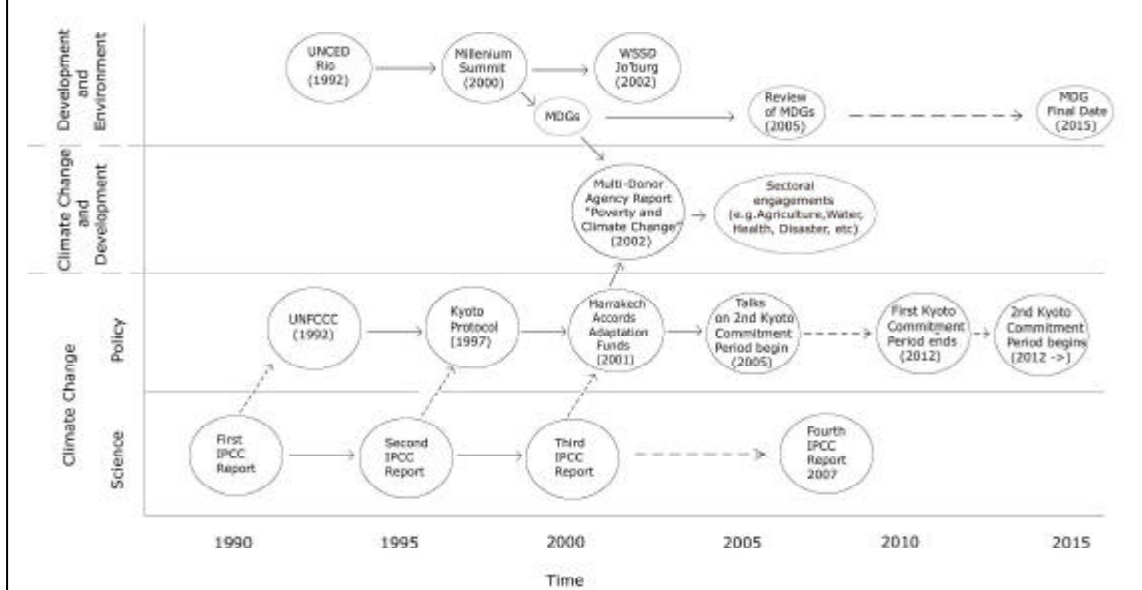 Development
and
Environment
UNCED
Rio
(1992)
Millenium
Summit
(2000)
WSSD
Jo'burg
(2002)
MDGs
Review
of MDGs
(2005)
MDG
Final Date
(2015)
Climate Change
and
Development
Multi-Donor
Agency Report
"Poverty and
Climate Change"
(2002)
Sectoral
engagements
(e.g.Agriculture,Water,
Health, Disaster, etc)
Climate Change
Policy
UNFCCC
(1992)
Kyoto
Protocol
(1997)
Marrakech
Accords
Adaptation
Funds
(2001)
Talks
on 2nd Kyoto
Commitment
Period begin
(2005)
First Kyoto
Commitment
Period ends
(2012)
2nd Kyoto
Commitment
Period begins
(2012 ->)
Science
First
IPCC
Report
Second
IPCC
Report
Third
IPCC
Report
Fourth
IPCC
Report
2007
1990
1995
2000
2005
2010
2015
Time